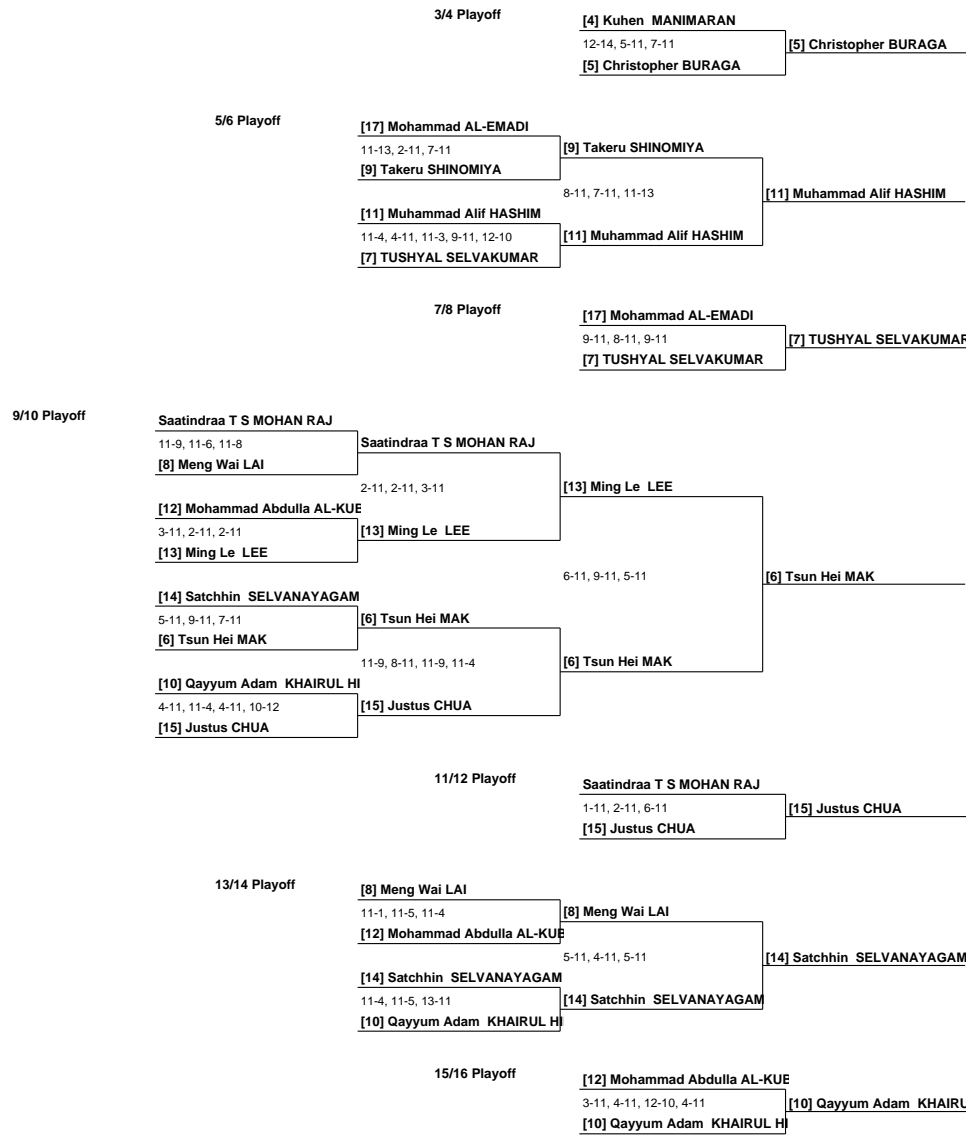 3/4 Playoff
[4] Kuhen MANIMARAN
12-14, 5-11, 7-11
[5] Christopher BURAGA
[5] Christopher BURAGA
5/6 Playoff
[17] Mohammad AL-EMADI
11-13, 2-11, 7-11
[9] Takeru SHINOMIYA
[9] Takeru SHINOMIYA
8-11, 7-11, 11-13
[11] Muhammad Alif HASHIM
[11] Muhammad Alif HASHIM
11-4, 4-11, 11-3, 9-11, 12-10
[11] Muhammad Alif HASHIM
[7] TUSHYAL SELVAKUMAR
7/8 Playoff
[17] Mohammad AL-EMADI
9-11, 8-11, 9-11
[7] TUSHYAL SELVAKUMAR
[7] TUSHYAL SELVAKUMAR
9/10 Playoff
Saatindraa T S MOHAN RAJ
11-9, 11-6, 11-8
Saatindraa T S MOHAN RAJ
[8] Meng Wai LAI
2-11, 2-11, 3-11
[13] Ming Le LEE
[12] Mohammad Abdulla AL-KUE
3-11, 2-11, 2-11
[13] Ming Le LEE
[13] Ming Le LEE
6-11, 9-11, 5-11
[6] Tsun Hei MAK
[14] Satchhin SELVANAYAGAM
5-11, 9-11, 7-11
[6] Tsun Hei MAK
[6] Tsun Hei MAK
11-9, 8-11, 11-9, 11-4
[6] Tsun Hei MAK
[10] Qayyum Adam KHAIRUL HI
4-11, 11-4, 4-11, 10-12
[15] Justus CHUA
[15] Justus CHUA
11/12 Playoff
Saatindraa T S MOHAN RAJ
1-11, 2-11, 6-11
[15] Justus CHUA
[15] Justus CHUA
13/14 Playoff
[8] Meng Wai LAI
11-1, 11-5, 11-4
[8] Meng Wai LAI
[12] Mohammad Abdulla AL-KUE
5-11, 4-11, 5-11
[14] Satchhin SELVANAYAGAM
[14] Satchhin SELVANAYAGAM
11-4, 11-5, 13-11
[14] Satchhin SELVANAYAGAM
[10] Qayyum Adam KHAIRUL HI
15/16 Playoff
[12] Mohammad Abdulla AL-KUE
3-11, 4-11, 12-10, 4-11
[10] Qayyum Adam KHAIRU
[10] Qayyum Adam KHAIRUL HI